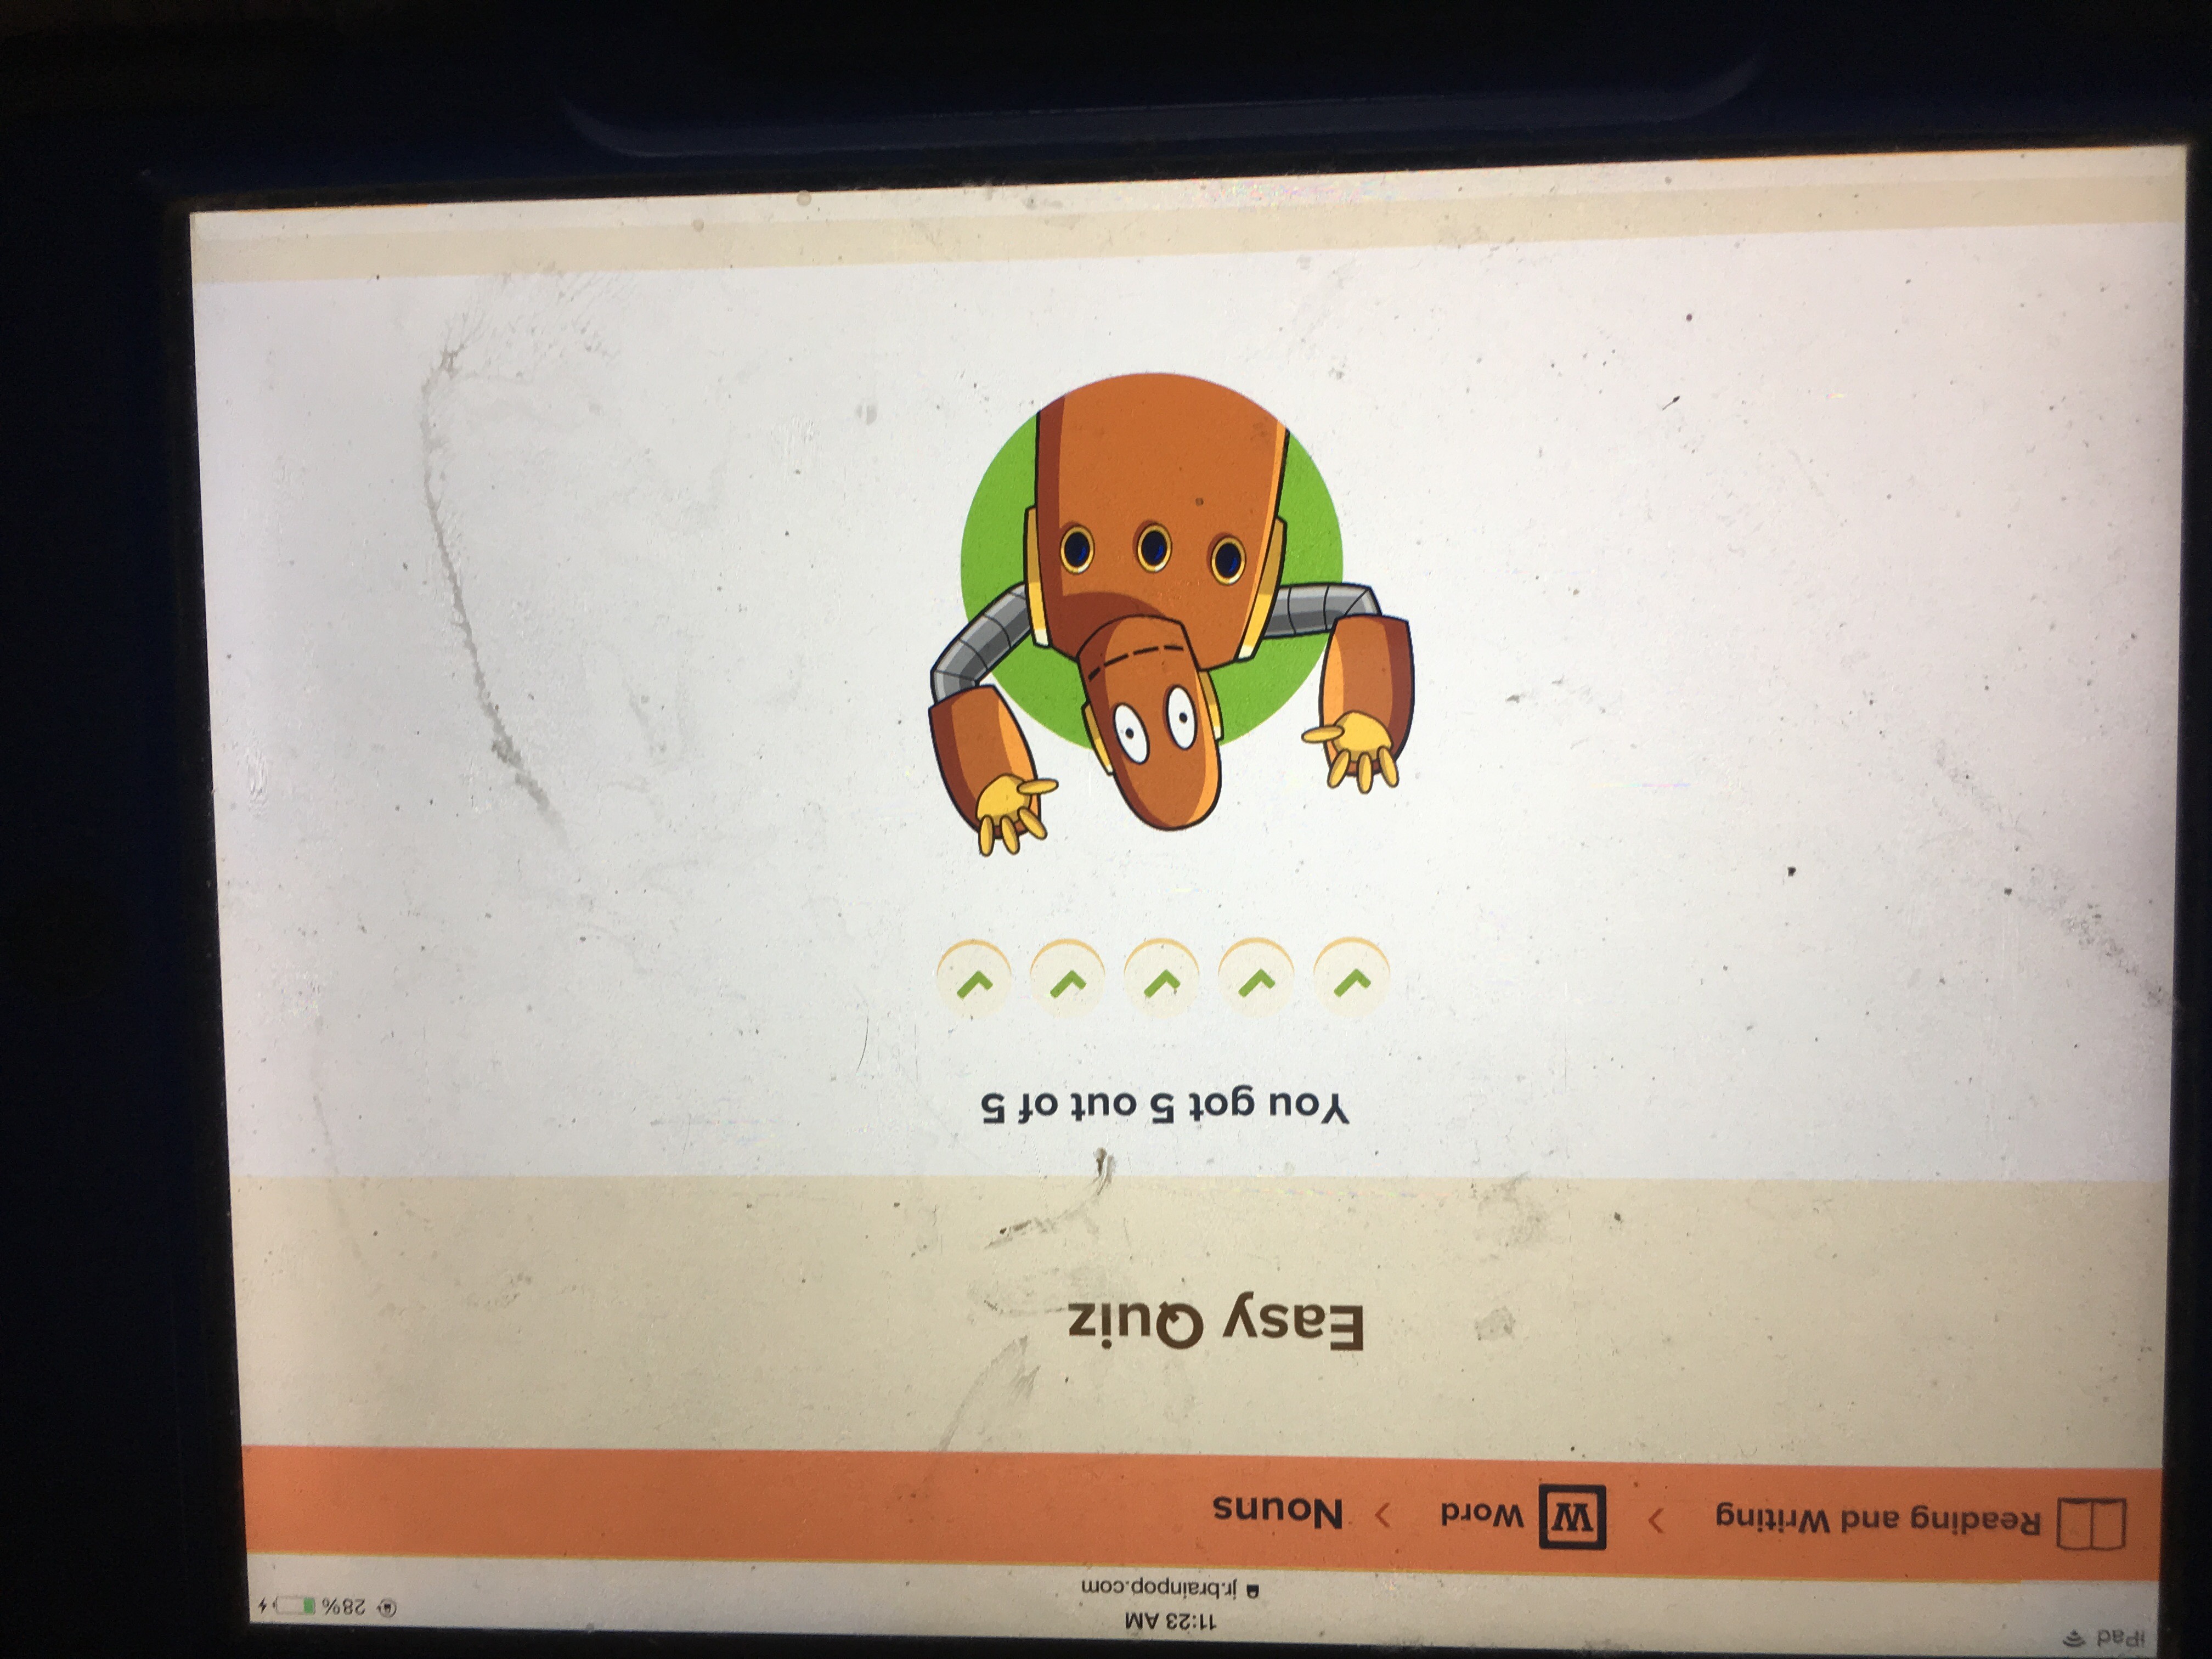 iPad
11:23 AM
28%
jr.brainpop.com
Reading and Writing > W Word > Nouns
Easy Quiz
You got 5 out of 5